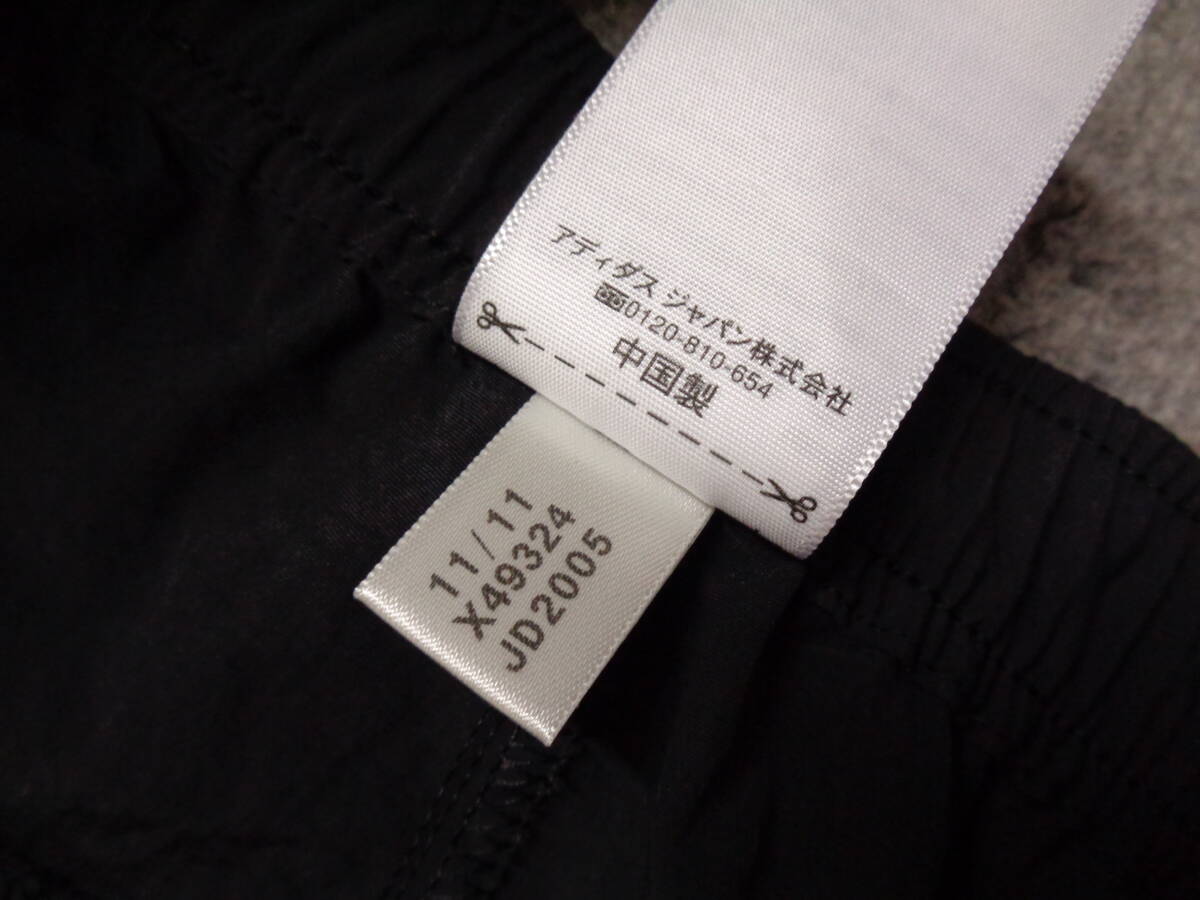 アディダス ジャパン株式会社
0120-810-654
中国製
11/11
X49324
JD2005